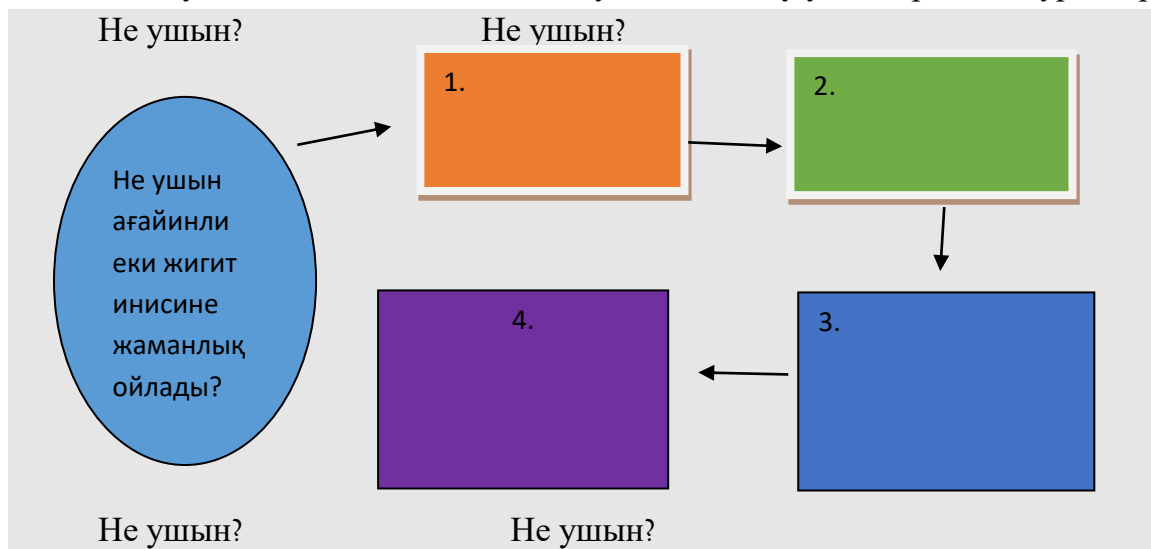 Не ушын? Не ушын?
1.
2.
Не ушын
ағайинли
еки жигит
инисине
жаманлық
ойлады?
4.
3.
Не ушын? Не ушын?